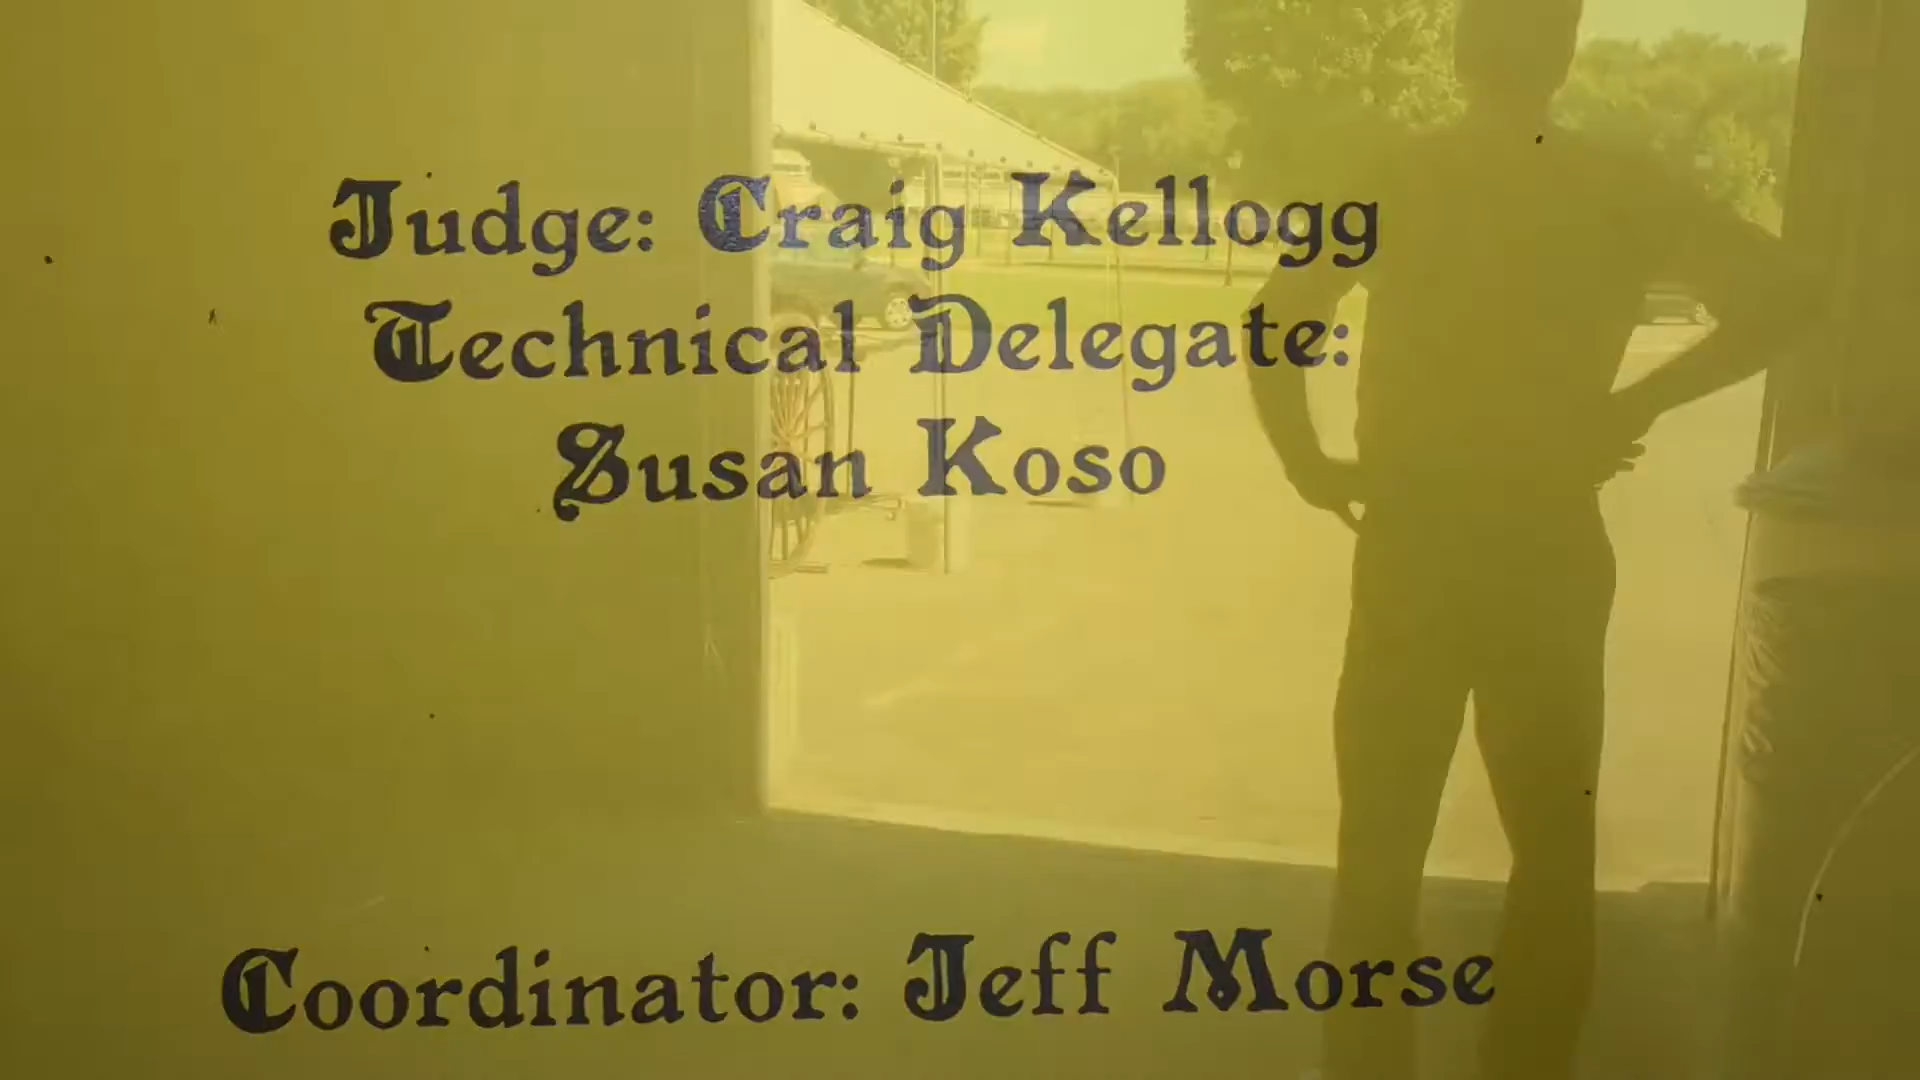 Judge: Craig Kellogg
Technical Delegate:
Susan Koso
Coordinator: Jeff Morse